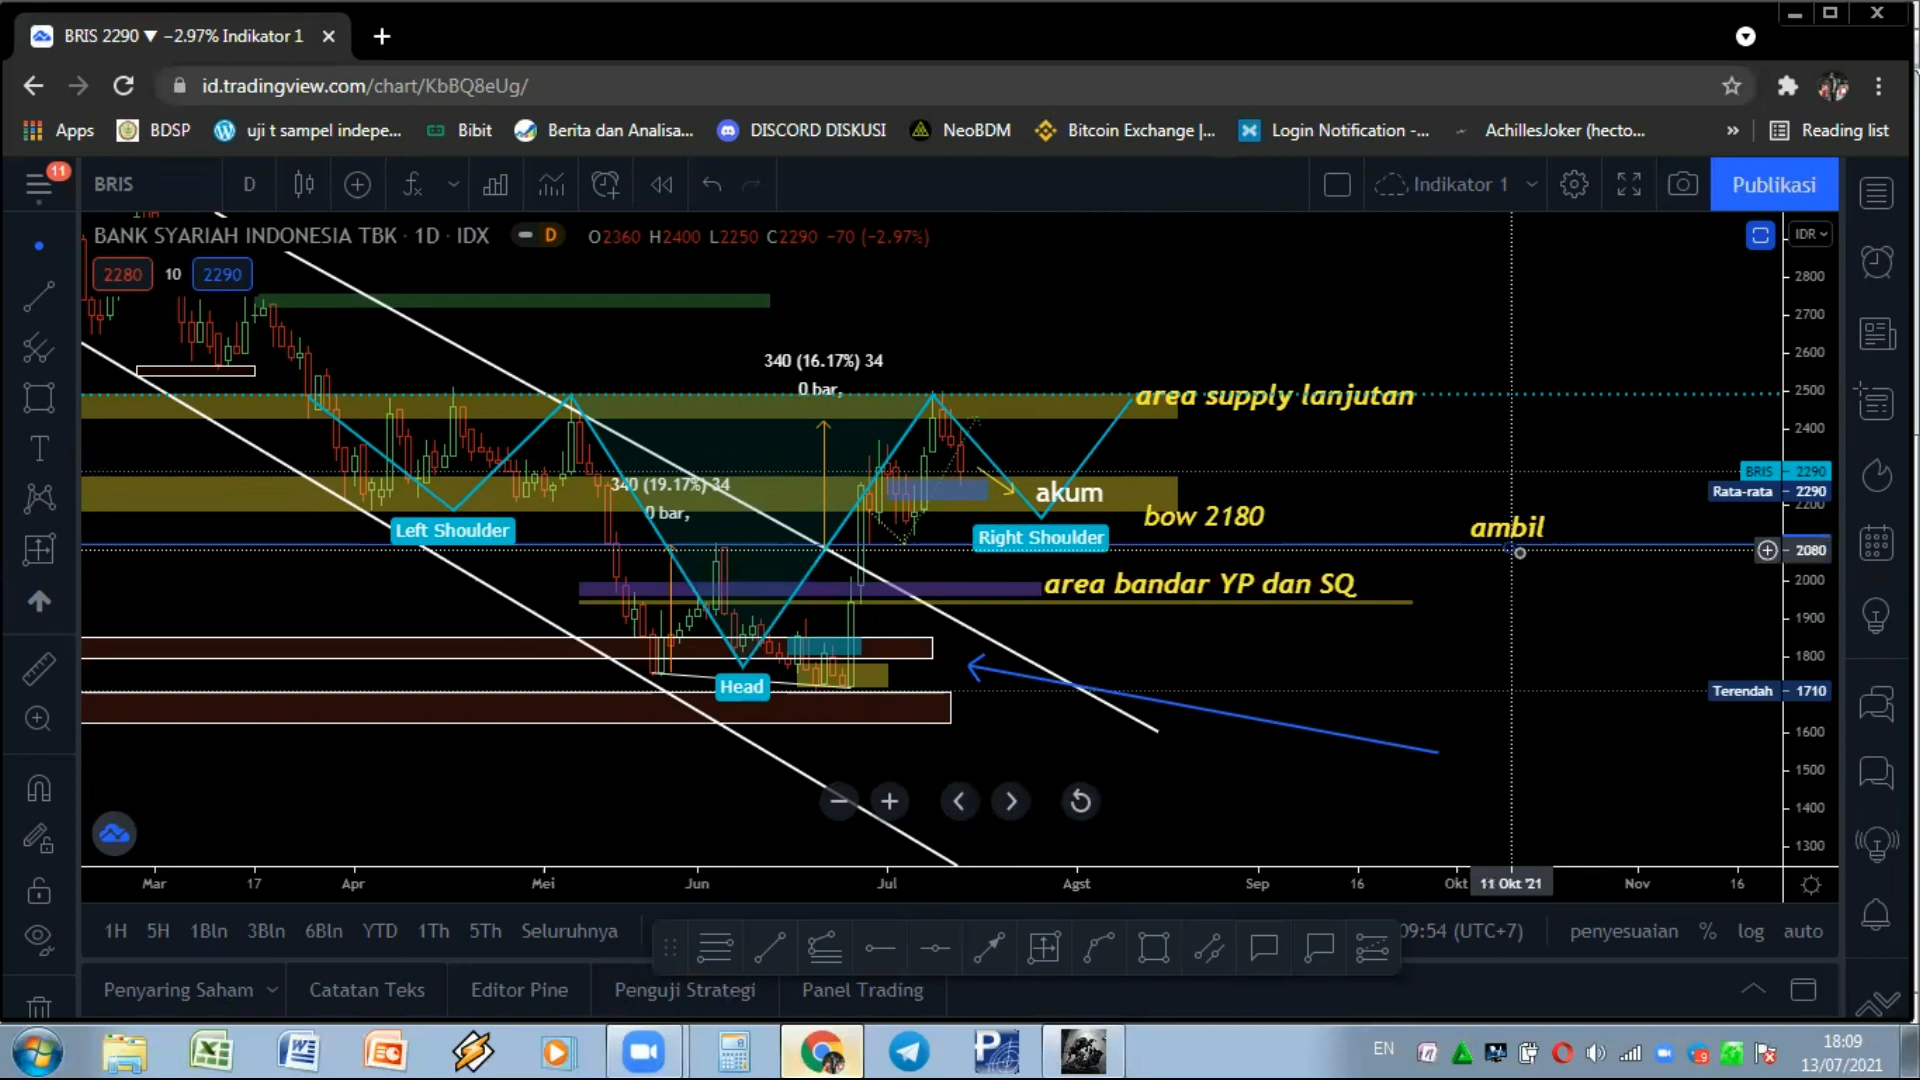 BRIS 2290 ▼ −2.97% Indikator 1
id.tradingview.com/chart/KbBQ8eUg/
Apps BDSP uji t sampel indepe... Bibit Berita dan Analisa... DISCORD DISKUSI NeoBDM Bitcoin Exchange |... Login Notification -... AchillesJoker (hecto... » Reading list
11
BRIS D Indikator 1 Publikasi
BANK SYARIAH INDONESIA TBK · 1D · IDX D O2360 H2400 L2250 C2290 −70 (−2.97%)
IDR
2280 10 2290
2800
2700
2600
2500
2400
340 (16.17%) 34
0 bar,
area supply lanjutan
BRIS 2290
Rata-rata 2290
2200
340 (19.17%) 34
0 bar,
akum
bow 2180
Left Shoulder
Right Shoulder
ambil
2080
2000
area bandar YP dan SQ
1900
1800
Head
Terendah 1710
1600
1500
1400
1300
Mar 17 Apr Mei Jun Jul Agst Sep 16 Okt 11 Okt '21 Nov 16
1H 5H 1Bln 3Bln 6Bln YTD 1Th 5Th Seluruhnya 09:54 (UTC+7) penyesuaian % log auto
Penyaring Saham Catatan Teks Editor Pine Penguji Strategi Panel Trading
EN
18:09
13/07/2021